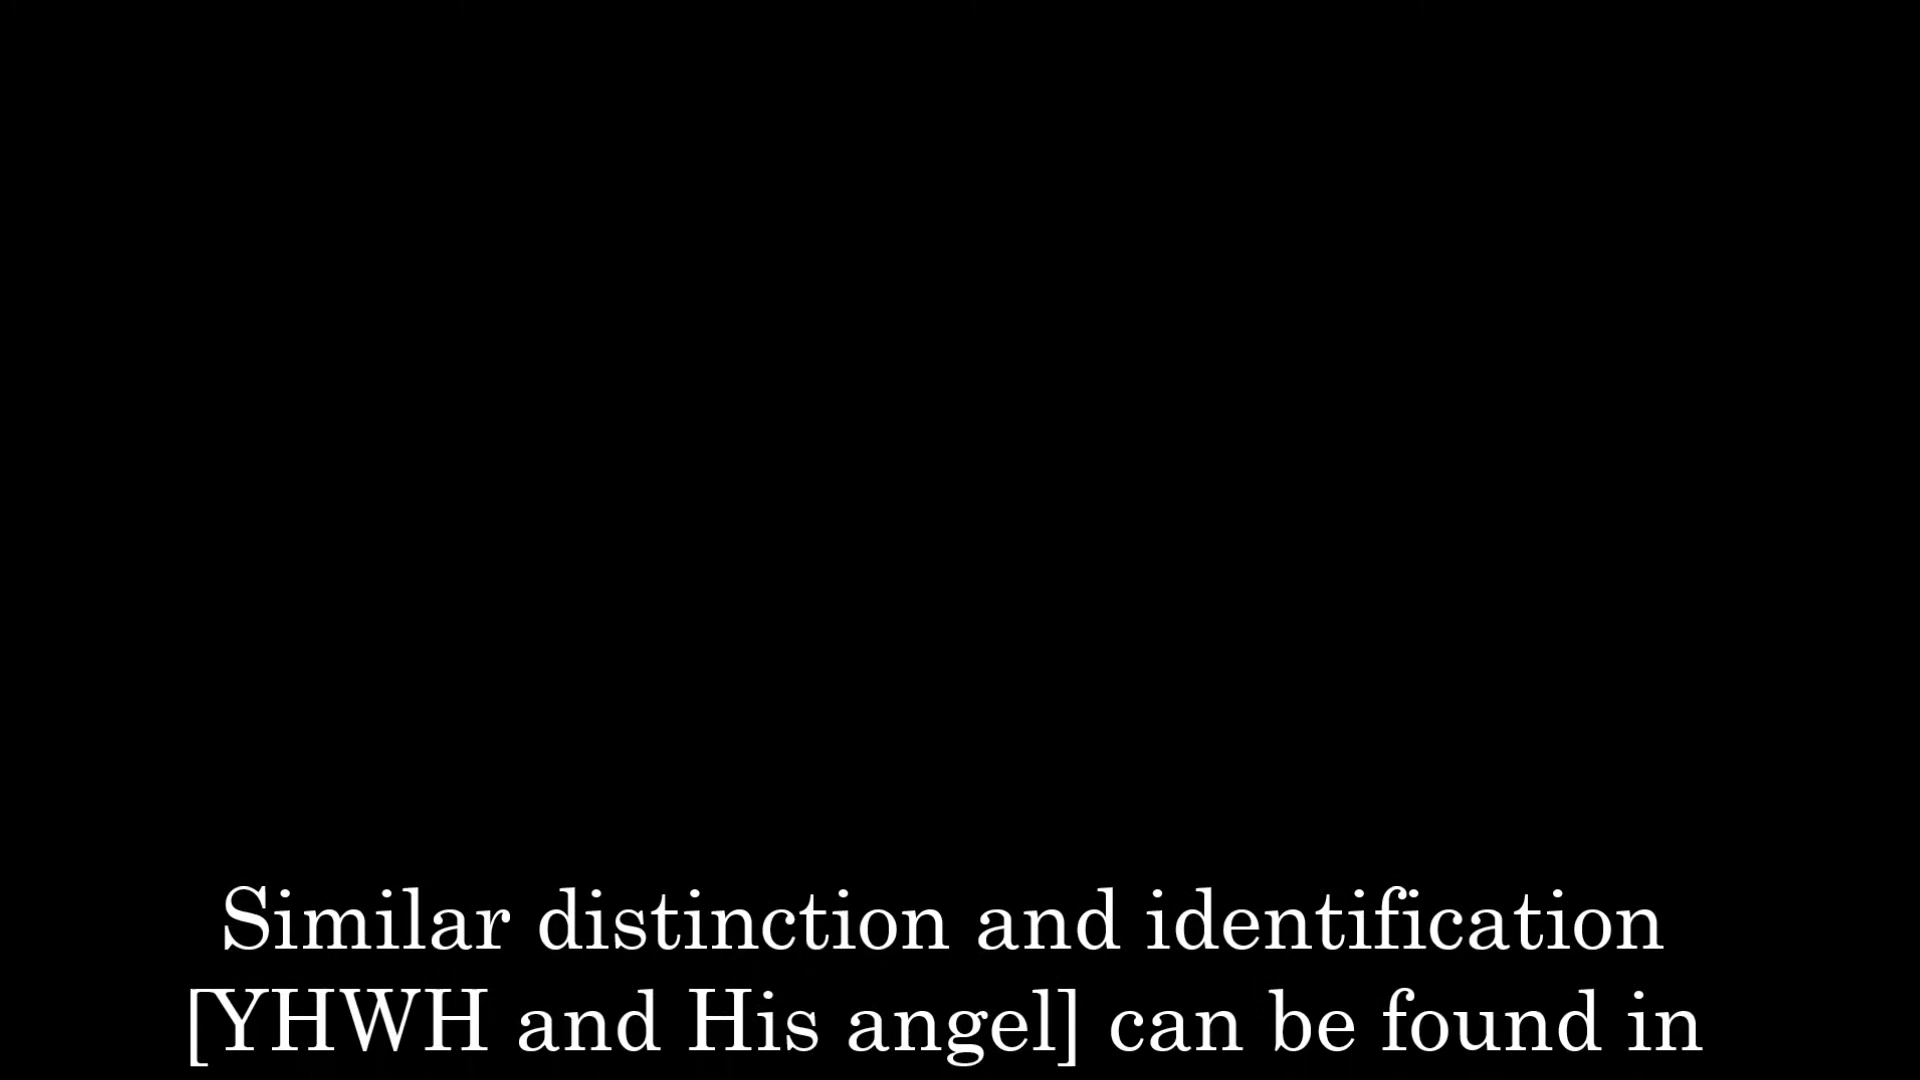 Similar distinction and identification
[YHWH and His angel] can be found in